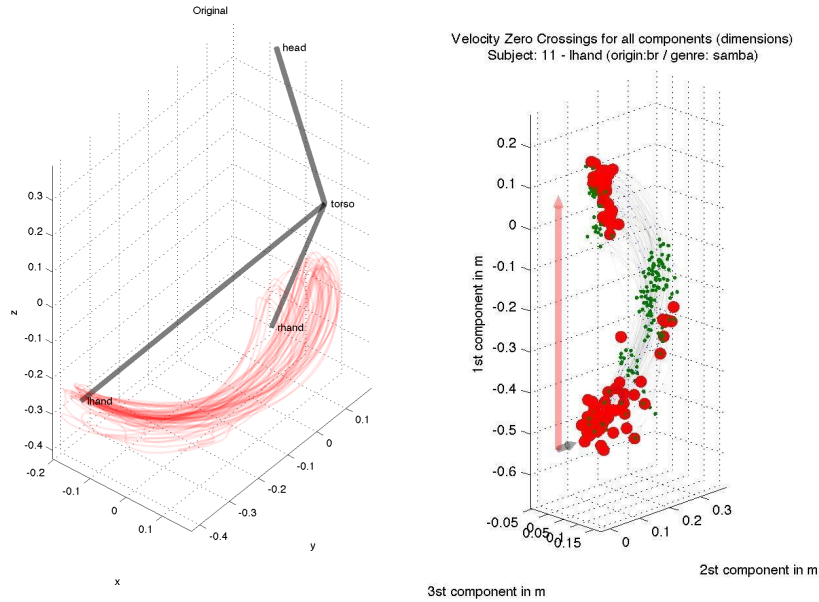 Original
head
torso
rhand
lhand
z
0.3
0.2
0.1
0
-0.1
-0.2
-0.3
-0.4
-0.2
-0.1
0
0.1
x
-0.4
-0.3
-0.2
-0.1
0
0.1
y
Velocity Zero Crossings for all components (dimensions)
Subject: 11 - lhand (origin:br / genre: samba)
1st component in m
0.2
0.1
0
-0.1
-0.2
-0.3
-0.4
-0.5
-0.6
-0.05
0.05
0.1
0.15
3st component in m
0
0.1
0.2
0.3
2st component in m